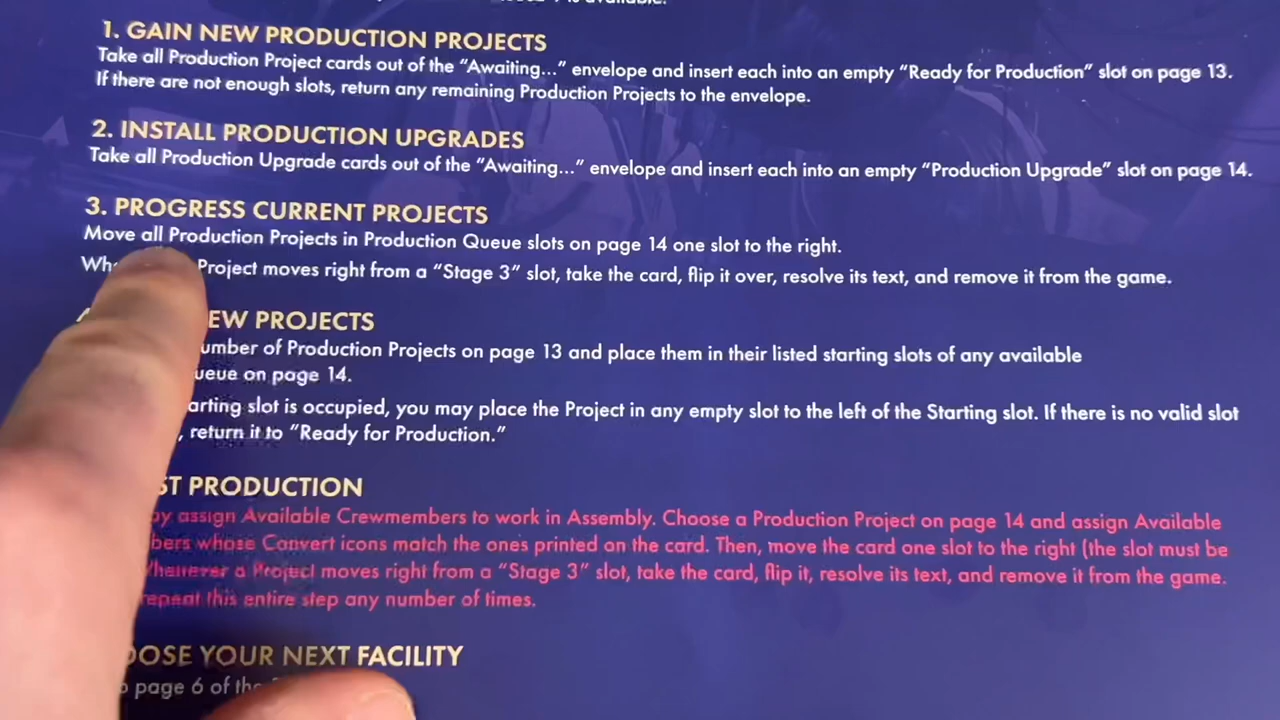 is available.
1. GAIN NEW PRODUCTION PROJECTS
Take all Production Project cards out of the “Awaiting...” envelope and insert each into an empty “Ready for Production” slot on page 13.
If there are not enough slots, return any remaining Production Projects to the envelope.
2. INSTALL PRODUCTION UPGRADES
Take all Production Upgrade cards out of the “Awaiting...” envelope and insert each into an empty “Production Upgrade” slot on page 14.
3. PROGRESS CURRENT PROJECTS
Move all Production Projects in Production Queue slots on page 14 one slot to the right.
Project moves right from a “Stage 3” slot, take the card, flip it over, resolve its text, and remove it from the game.
EW PROJECTS
umber of Production Projects on page 13 and place them in their listed starting slots of any available
ueue on page 14.
arting slot is occupied, you may place the Project in any empty slot to the left of the Starting slot. If there is no valid slot
, return it to “Ready for Production.”
ST PRODUCTION
ay assign Available Crewmembers to work in Assembly. Choose a Production Project on page 14 and assign Available
bers whose Convert icons match the ones printed on the card. Then, move the card one slot to the right (the slot must be
Whenever a Project moves right from a “Stage 3” slot, take the card, flip it, resolve its text, and remove it from the game.
repeat this entire step any number of times.
OOSE YOUR NEXT FACILITY
page 6 of the